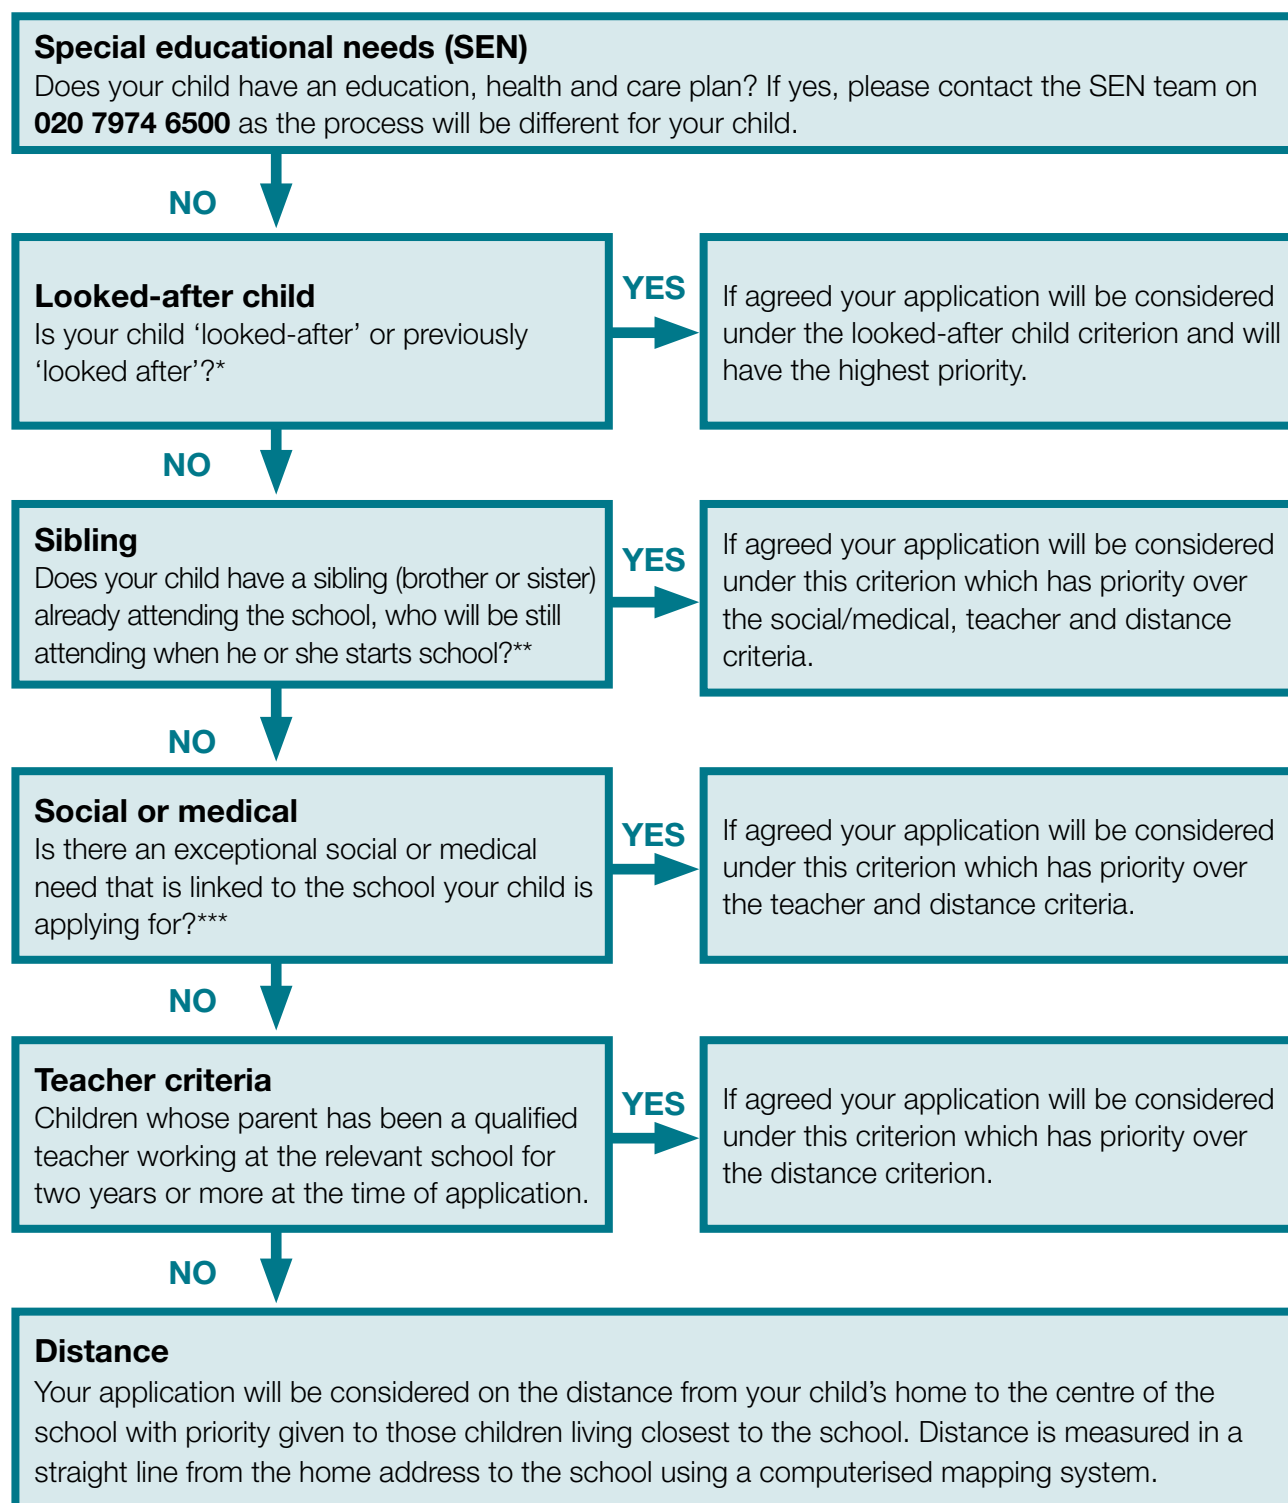 Special educational needs (SEN)
Does your child have an education, health and care plan? If yes, please contact the SEN team on
020 7974 6500 as the process will be different for your child.
NO
Looked-after child
Is your child ‘looked-after’ or previously
‘looked after’?*
YES
If agreed your application will be considered
under the looked-after child criterion and will
have the highest priority.
NO
Sibling
Does your child have a sibling (brother or sister)
already attending the school, who will be still
attending when he or she starts school?**
YES
If agreed your application will be considered
under this criterion which has priority over
the social/medical, teacher and distance
criteria.
NO
Social or medical
Is there an exceptional social or medical
need that is linked to the school your child is
applying for?***
YES
If agreed your application will be considered
under this criterion which has priority over
the teacher and distance criteria.
NO
Teacher criteria
Children whose parent has been a qualified
teacher working at the relevant school for
two years or more at the time of application.
YES
If agreed your application will be considered
under this criterion which has priority over
the distance criterion.
NO
Distance
Your application will be considered on the distance from your child’s home to the centre of the
school with priority given to those children living closest to the school. Distance is measured in a
straight line from the home address to the school using a computerised mapping system.